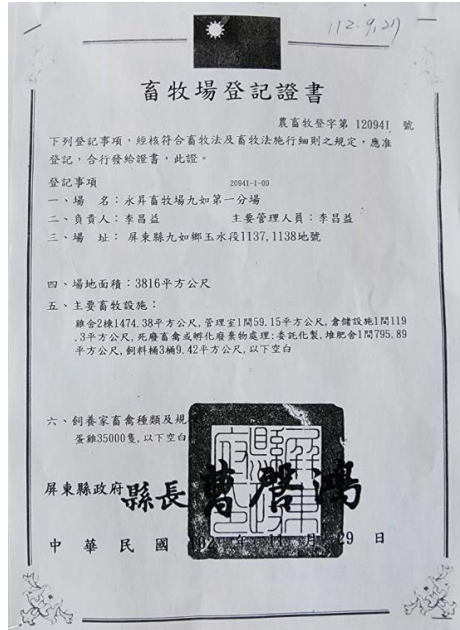 112.9.27
畜牧場登記證書
農畜牧登字第 120941 號
下列登記事項，經核符合畜牧法及畜牧法施行細則之規定，應准
登記，合行發給證書，此證。
登記事項 20941-1-00
一、場 名：永昇畜牧場九如第一分場
二、負責人：李昌益 主要管理人員：李昌益
三、場 址： 屏東縣九如鄉玉水段1137,1138地號
四、場地面積：3816平方公尺
五、主要畜牧設施：
雞舍2棟1474.38平方公尺,管理室1間59.15平方公尺,倉儲設施1間119
.3平方公尺,死廢畜禽或孵化廢棄物處理:委託化製,堆肥舍1間795.89
平方公尺,飼料桶3桶9.42平方公尺,以下空白
六、飼養家畜禽種類及規
蛋雞35000隻,以下空白
屏東縣政府 縣長 曹啓鴻
中華民國 102 年 11 月 29 日